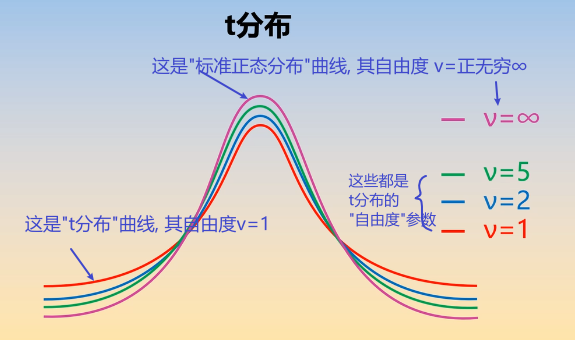 t分布
这是"标准正态分布"曲线, 其自由度 ν=正无穷∞
ν=∞
这些都是
t分布的
"自由度"参数
ν=5
ν=2
ν=1
这是"t分布"曲线, 其自由度ν=1